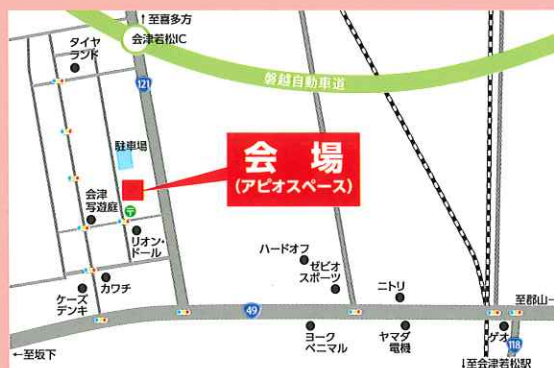 ↑至喜多方
会津若松IC
タイヤ
ランド
磐越自動車道
121
駐車場
会 場
(アピオスペース)
会津
写遊庭
〒
リオン・
ドール
ハードオフ
ゼビオ
スポーツ
ニトリ
カワチ
ケーズ
デンキ
49
至郡山→
ヨーク
ベニマル
ヤマダ
電機
ゲオ
118
←至坂下
↓至会津若松駅